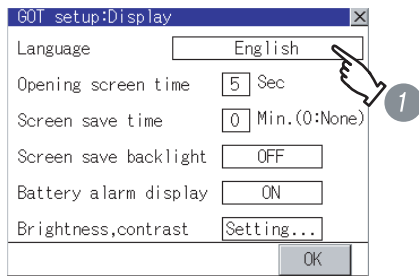 GOT setup:Display
Language English
Opening screen time 5 Sec
Screen save time 0 Min.(0:None)
Screen save backlight OFF
Battery alarm display ON
Brightness,contrast Setting...
OK
1